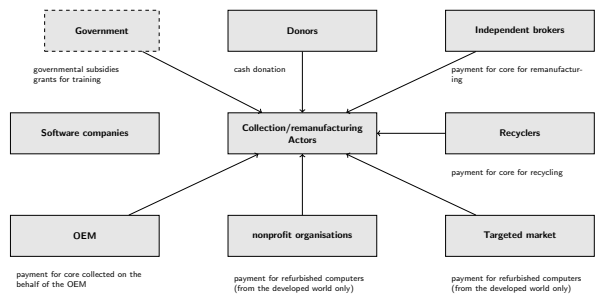 Government
Donors
Independent brokers
governmental subsidies
grants for training
cash donation
payment for core for remanufactur-
ing
Software companies
Collection/remanufacturing
Actors
Recyclers
payment for core for recycling
OEM
nonprofit organisations
Targeted market
payment for core collected on the
behalf of the OEM
payment for refurbished computers
(from the developed world only)
payment for refurbished computers
(from the developed world only)